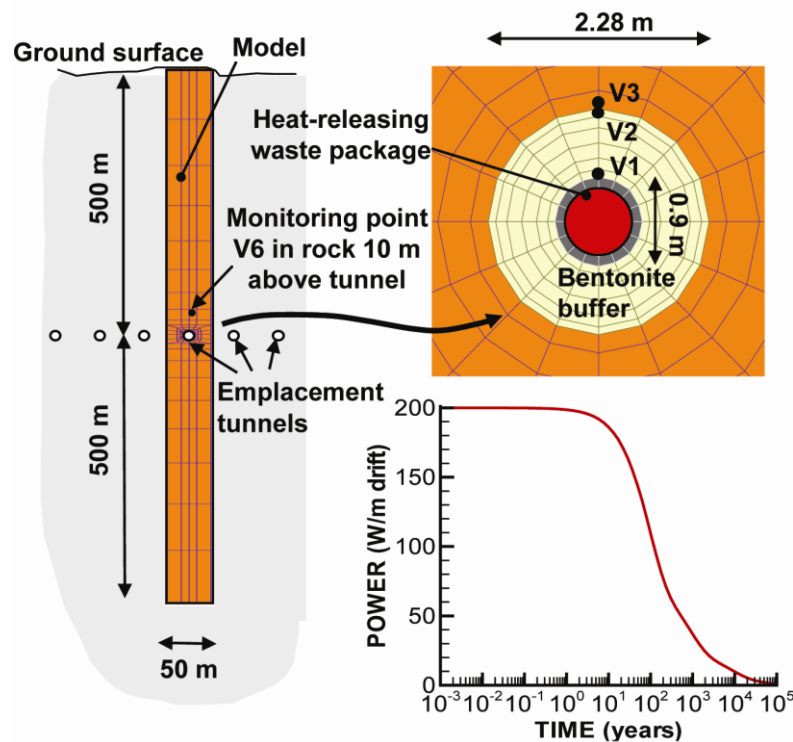 Ground surface
Model
500 m
Monitoring point
V6 in rock 10 m
above tunnel
Emplacement
tunnels
500 m
50 m
2.28 m
V3
V2
V1
Heat-releasing
waste package
0.9 m
Bentonite
buffer
POWER (W/m drift)
200
150
100
50
0
10⁻³ 10⁻² 10⁻¹ 10⁰ 10¹ 10² 10³ 10⁴ 10⁵
TIME (years)